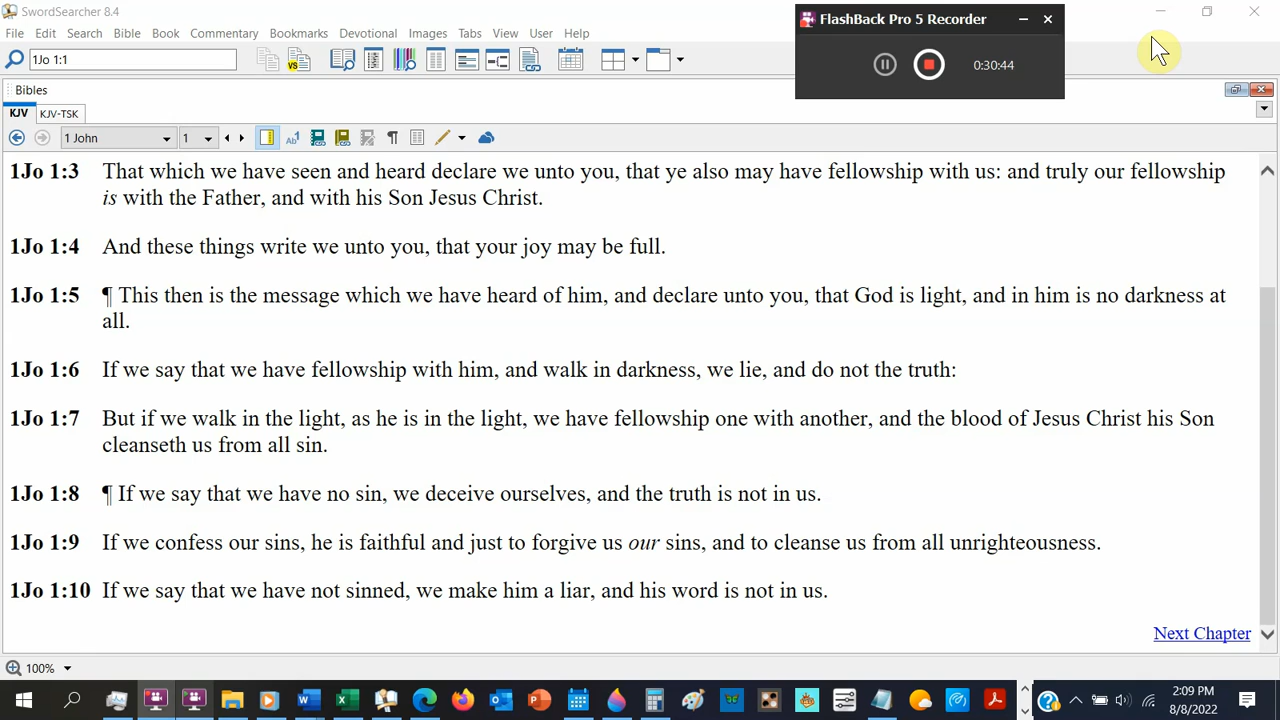 SwordSearcher 8.4
FlashBack Pro 5 Recorder
File Edit Search Bible Book Commentary Bookmarks Devotional Images Tabs View User Help
1Jo 1:1
VS
0:30:44
Bibles
KJV KJV-TSK
1 John 1
1Jo 1:3 That which we have seen and heard declare we unto you, that ye also may have fellowship with us: and truly our fellowship
is with the Father, and with his Son Jesus Christ.
1Jo 1:4 And these things write we unto you, that your joy may be full.
1Jo 1:5 ¶ This then is the message which we have heard of him, and declare unto you, that God is light, and in him is no darkness at
all.
1Jo 1:6 If we say that we have fellowship with him, and walk in darkness, we lie, and do not the truth:
1Jo 1:7 But if we walk in the light, as he is in the light, we have fellowship one with another, and the blood of Jesus Christ his Son
cleanseth us from all sin.
1Jo 1:8 ¶ If we say that we have no sin, we deceive ourselves, and the truth is not in us.
1Jo 1:9 If we confess our sins, he is faithful and just to forgive us our sins, and to cleanse us from all unrighteousness.
1Jo 1:10 If we say that we have not sinned, we make him a liar, and his word is not in us.
Next Chapter
100%
2:09 PM
8/8/2022